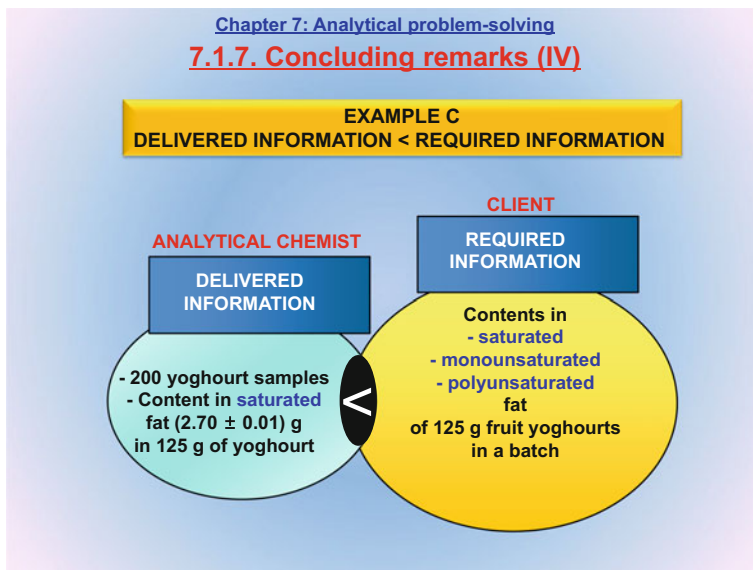 Chapter 7: Analytical problem-solving
7.1.7. Concluding remarks (IV)
EXAMPLE C
DELIVERED INFORMATION < REQUIRED INFORMATION
ANALYTICAL CHEMIST
DELIVERED
INFORMATION
- 200 yoghourt samples
- Content in saturated
fat (2.70 ± 0.01) g
in 125 g of yoghourt
<
CLIENT
REQUIRED
INFORMATION
Contents in
- saturated
- monounsaturated
- polyunsaturated
fat
of 125 g fruit yoghourts
in a batch